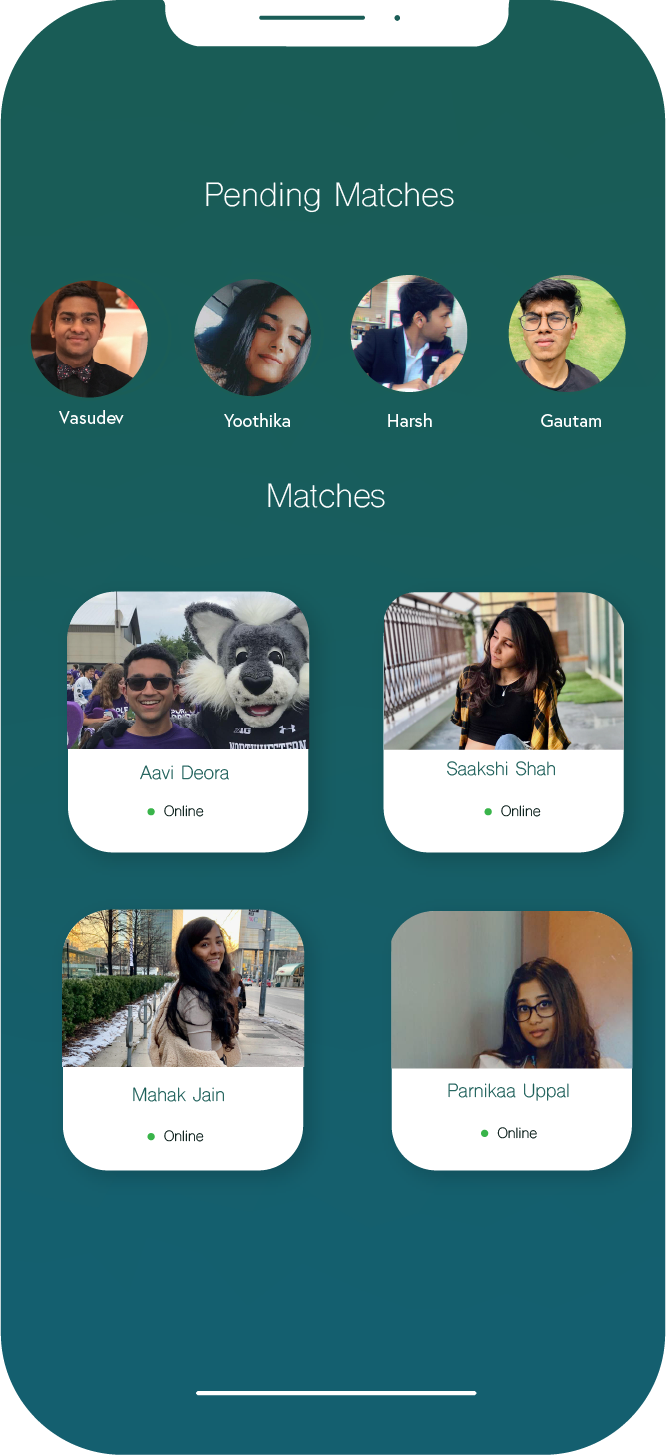 Pending Matches
Vasudev
Yoothika
Harsh
Gautam
Matches
NORTHWESTERN
Aavi Deora
Online
Saakshi Shah
Online
Mahak Jain
Online
Parnikaa Uppal
Online